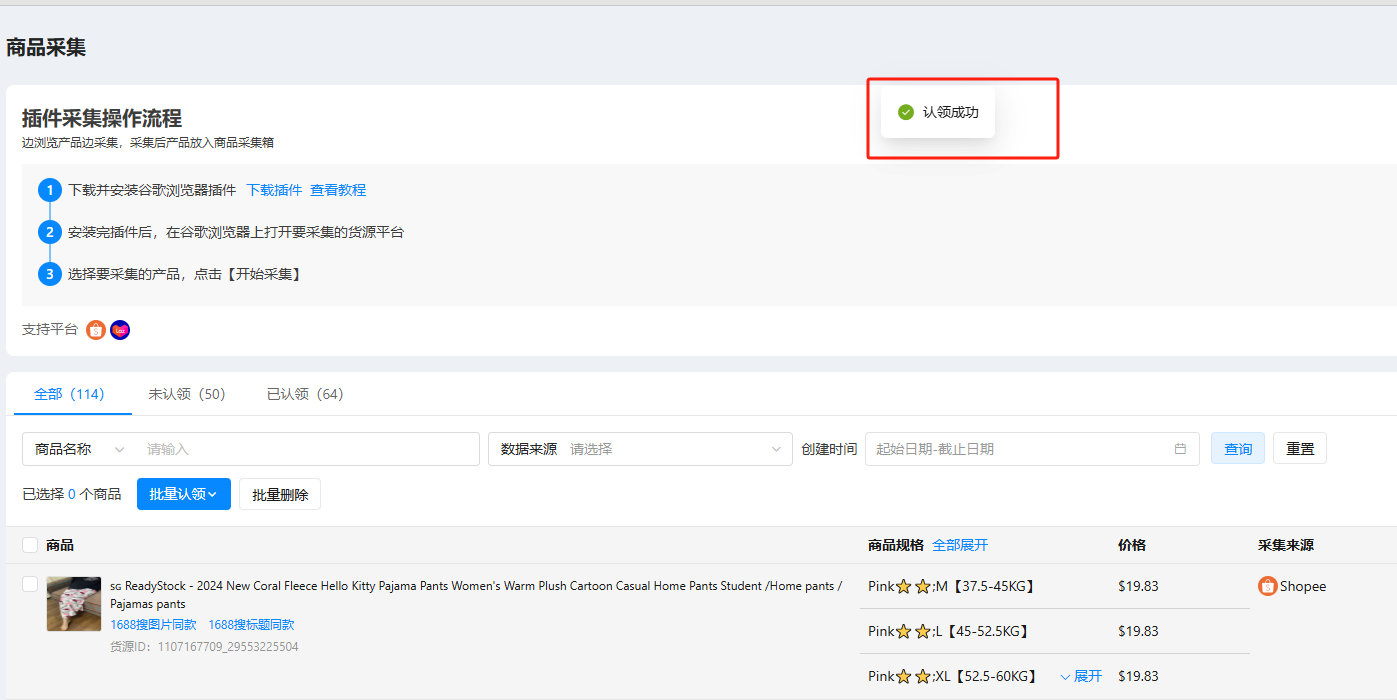 商品采集
插件采集操作流程
认领成功
边浏览产品边采集，采集后产品放入商品采集箱
1 下载并安装谷歌浏览器插件 下载插件 查看教程
2 安装完插件后，在谷歌浏览器上打开要采集的货源平台
3 选择要采集的产品，点击【开始采集】
支持平台
全部（114） 未认领（50） 已认领（64）
商品名称 请输入 数据来源 请选择 创建时间 起始日期-截止日期 查询 重置
已选择 0 个商品 批量认领 批量删除
商品 商品规格 全部展开 价格 采集来源
sg ReadyStock - 2024 New Coral Fleece Hello Kitty Pajama Pants Women's Warm Plush Cartoon Casual Home Pants Student /Home pants /
Pajamas pants
1688搜图片同款 1688搜标题同款
货源ID：1107167709_29553225504
Pink⭐⭐;M【37.5-45KG】 $19.83 Shopee
Pink⭐⭐;L【45-52.5KG】 $19.83
Pink⭐⭐;XL【52.5-60KG】 展开 $19.83